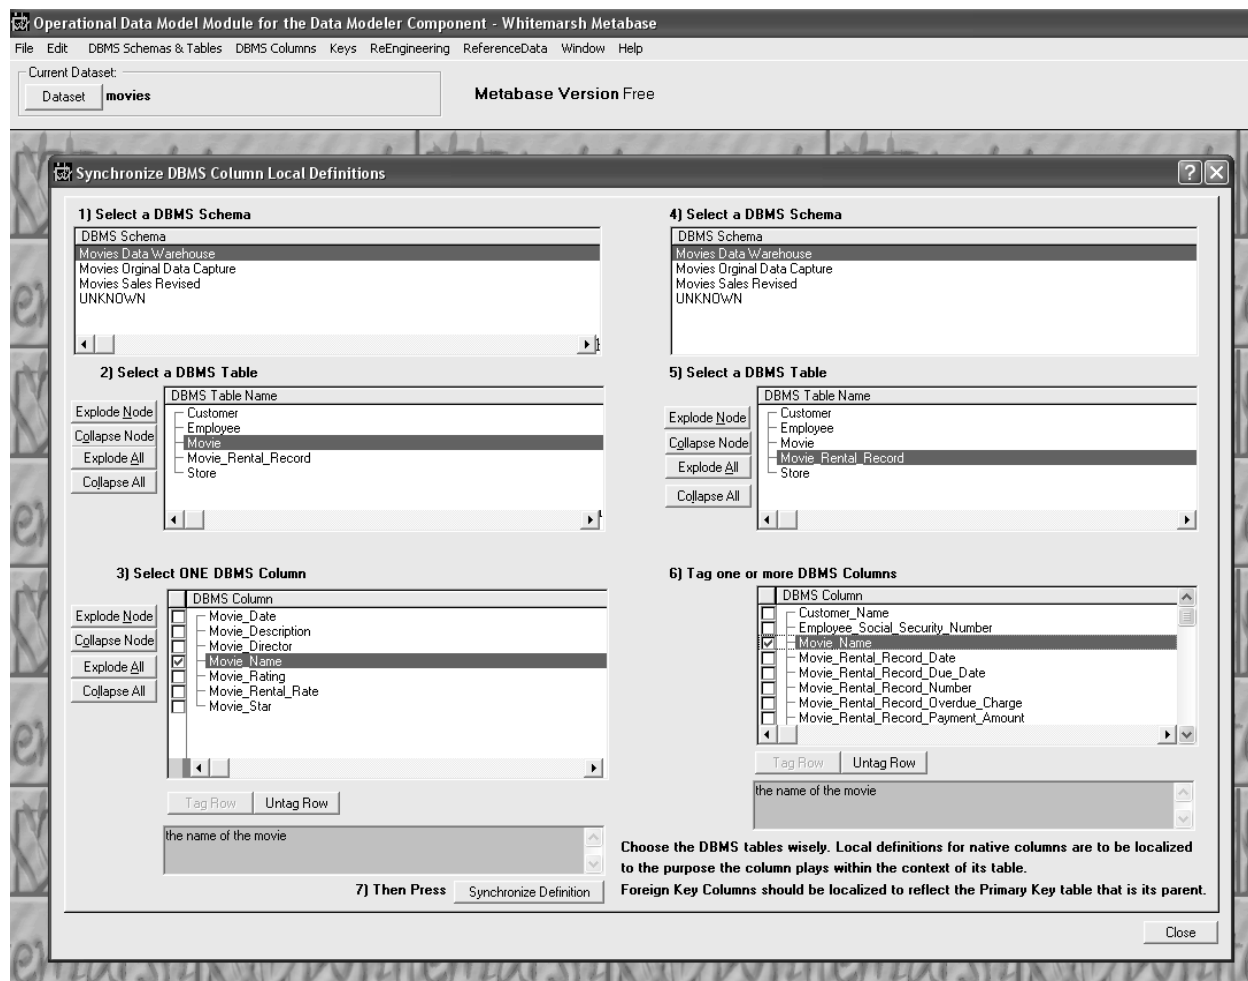 Operational Data Model Module for the Data Modeler Component - Whitemarsh Metabase
File Edit DBMS Schemas & Tables DBMS Columns Keys ReEngineering ReferenceData Window Help
Current Dataset:
Dataset movies
Metabase Version Free
Synchronize DBMS Column Local Definitions
1) Select a DBMS Schema
DBMS Schema
Movies Data Warehouse
Movies Orginal Data Capture
Movies Sales Revised
UNKNOWN
2) Select a DBMS Table
Explode Node
Collapse Node
Explode All
Collapse All
DBMS Table Name
Customer
Employee
Movie
Movie_Rental_Record
Store
3) Select ONE DBMS Column
Explode Node
Collapse Node
Explode All
Collapse All
DBMS Column
Movie_Date
Movie_Description
Movie_Director
Movie_Name
Movie_Rating
Movie_Rental_Rate
Movie_Star
Tag Row Untag Row
the name of the movie
7) Then Press Synchronize Definition
4) Select a DBMS Schema
DBMS Schema
Movies Data Warehouse
Movies Orginal Data Capture
Movies Sales Revised
UNKNOWN
5) Select a DBMS Table
Explode Node
Collapse Node
Explode All
Collapse All
DBMS Table Name
Customer
Employee
Movie
Movie_Rental_Record
Store
6) Tag one or more DBMS Columns
DBMS Column
Customer_Name
Employee_Social_Security_Number
Movie_Name
Movie_Rental_Record_Date
Movie_Rental_Record_Due_Date
Movie_Rental_Record_Number
Movie_Rental_Record_Overdue_Charge
Movie_Rental_Record_Payment_Amount
Tag Row Untag Row
the name of the movie
Choose the DBMS tables wisely. Local definitions for native columns are to be localized
to the purpose the column plays within the context of its table.
Foreign Key Columns should be localized to reflect the Primary Key table that is its parent.
Close